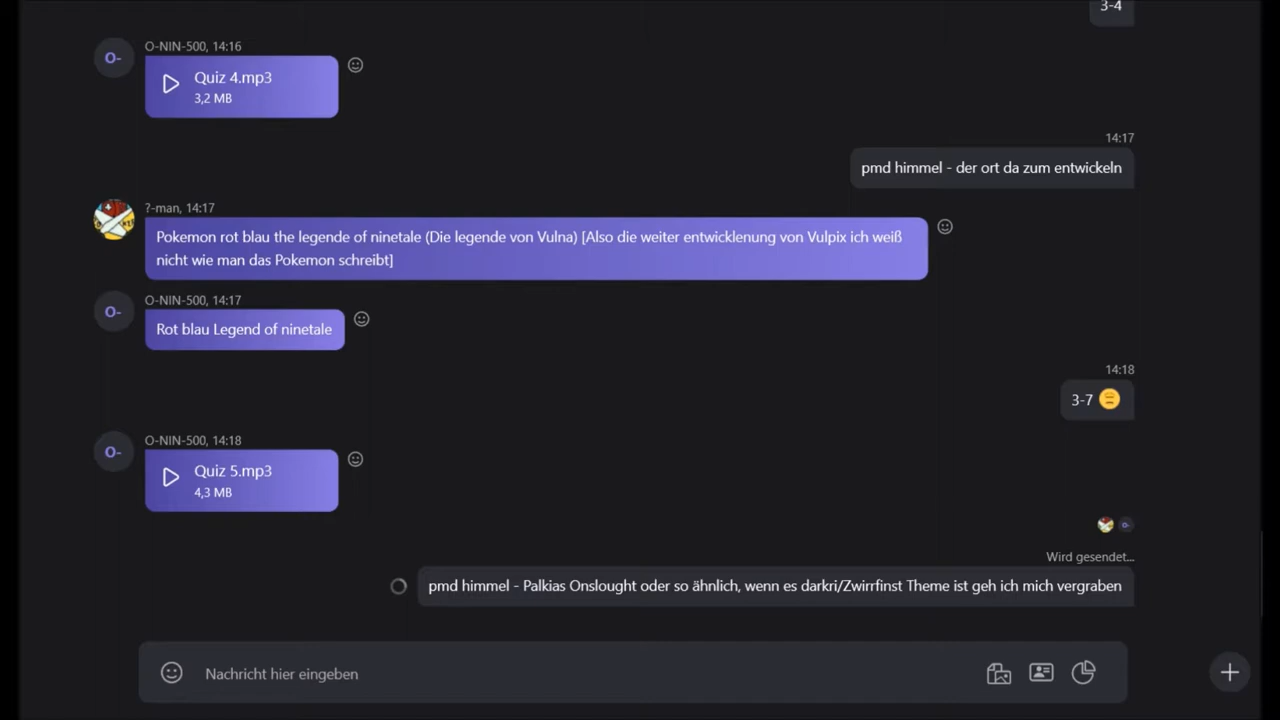 3-4
O-NIN-500, 14:16
O-
Quiz 4.mp3
3,2 MB
14:17
pmd himmel - der ort da zum entwickeln
?-man, 14:17
Pokemon rot blau the legende of ninetale (Die legende von Vulna) [Also die weiter entwicklenung von Vulpix ich weiß
nicht wie man das Pokemon schreibt]
O-NIN-500, 14:17
O-
Rot blau Legend of ninetale
14:18
3-7 😑
O-NIN-500, 14:18
O-
Quiz 5.mp3
4,3 MB
O-
Wird gesendet...
pmd himmel - Palkias Onslought oder so ähnlich, wenn es darkri/Zwirrfinst Theme ist geh ich mich vergraben
Nachricht hier eingeben